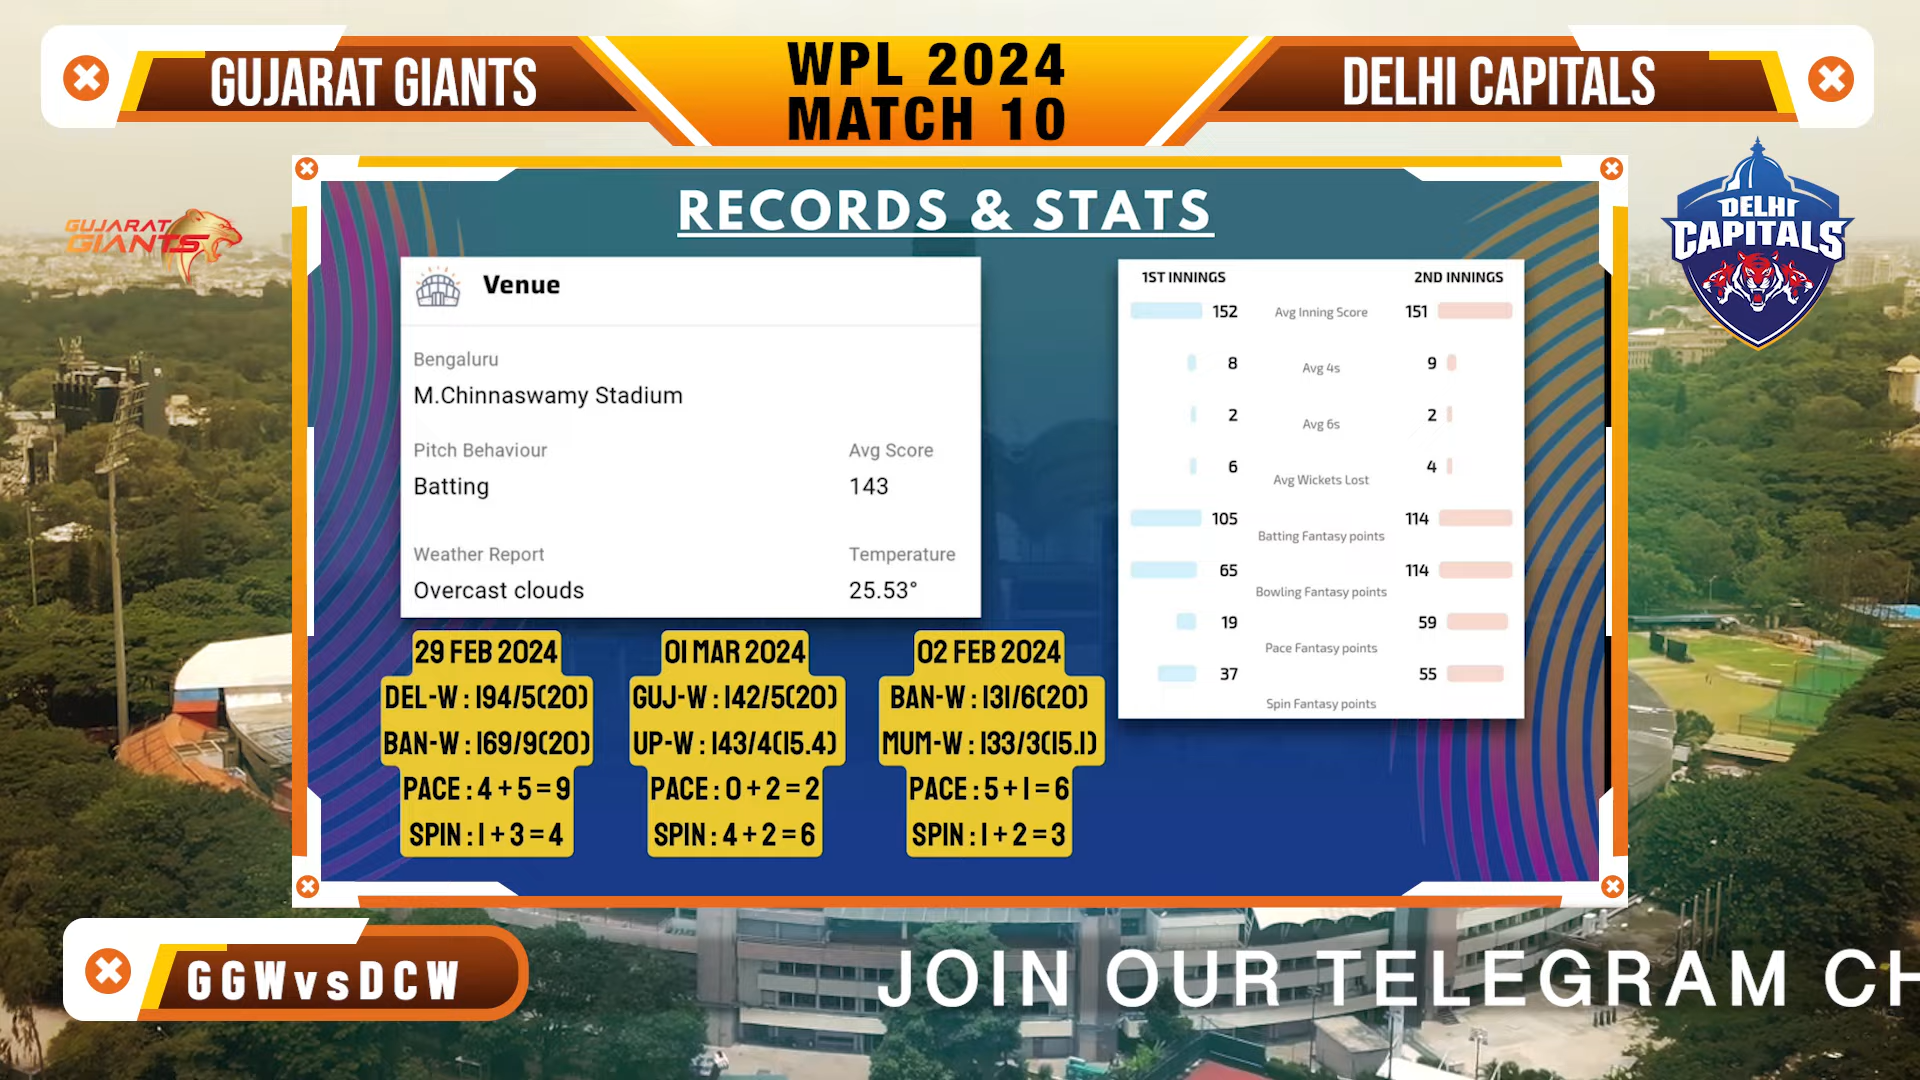 GUJARAT GIANTS
WPL 2024
MATCH 10
DELHI CAPITALS
GUJARAT
GIANTS
DELHI
CAPITALS
RECORDS & STATS
Venue
Bengaluru
M.Chinnaswamy Stadium
Pitch Behaviour
Avg Score
Batting
143
Weather Report
Temperature
Overcast clouds
25.53°
1ST INNINGS
2ND INNINGS
152 Avg Inning Score 151
8 Avg 4s 9
2 Avg 6s 2
6 Avg Wickets Lost 4
105 Batting Fantasy points 114
65 Bowling Fantasy points 114
19 Pace Fantasy points 59
37 Spin Fantasy points 55
29 FEB 2024
DEL-W : 194/5(20)
BAN-W : 169/9(20)
PACE : 4 + 5 = 9
SPIN : 1 + 3 = 4
01 MAR 2024
GUJ-W : 142/5(20)
UP-W : 143/4(15.4)
PACE : 0 + 2 = 2
SPIN : 4 + 2 = 6
02 FEB 2024
BAN-W : 131/6(20)
MUM-W : 133/3(15.1)
PACE : 5 + 1 = 6
SPIN : 1 + 2 = 3
GGWvsDCW
JOIN OUR TELEGRAM CH